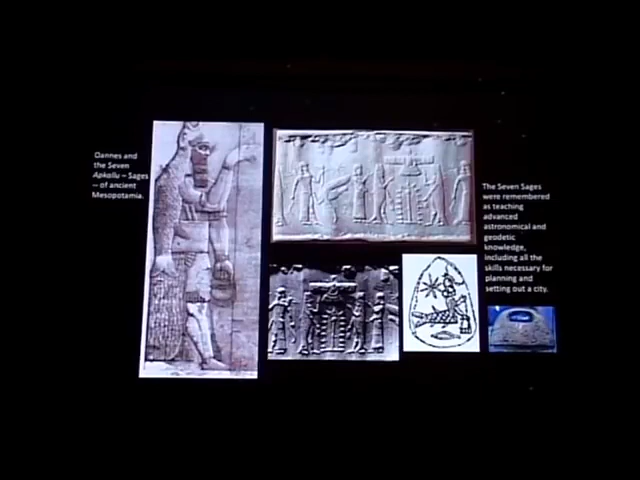 Oannes and
the Seven
Apkallu – Sages
– of ancient
Mesopotamia.
The Seven Sages
were remembered
as teaching
advanced
astronomical and
geodetic
knowledge,
including all the
skills necessary for
planning and
setting out a city.